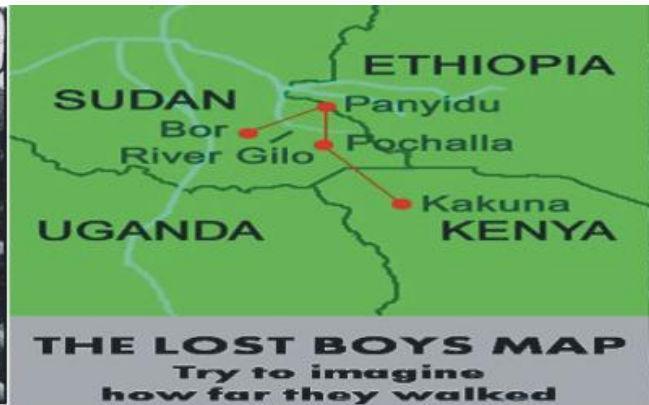 ETHIOPIA
SUDAN
Panyidu
Bor
River Gilo
Pochalla
Kakuna
UGANDA
KENYA
THE LOST BOYS MAP
Try to imagine
how far they walked